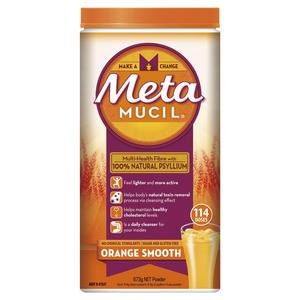 MAKE A CHANGE
Meta
MUCIL®
Multi-Health Fibre with
100% NATURAL PSYLLIUM
Feel lighter and more active
Helps body's natural toxin removal
process via cleansing effect
Helps maintain healthy
cholesterol levels
Is a daily cleanser for
your insides
114
DOSES
NO CHEMICAL STIMULANTS | SUGAR AND GLUTEN FREE
ORANGE SMOOTH
673g NET Powder